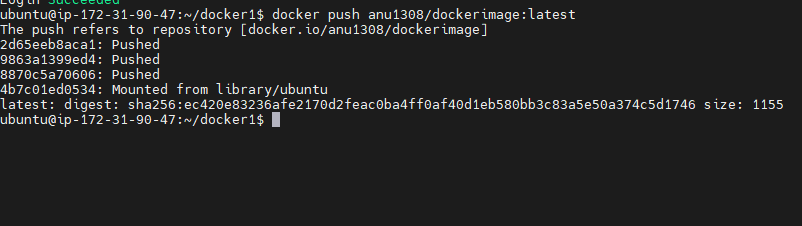 Login Succeeded
ubuntu@ip-172-31-90-47:~/docker1$ docker push anu1308/dockerimage:latest
The push refers to repository [docker.io/anu1308/dockerimage]
2d65eeb8aca1: Pushed
9863a1399ed4: Pushed
8870c5a70606: Pushed
4b7c01ed0534: Mounted from library/ubuntu
latest: digest: sha256:ec420e83236afe2170d2feac0ba4ff0af40d1eb580bb3c83a5e50a374c5d1746 size: 1155
ubuntu@ip-172-31-90-47:~/docker1$